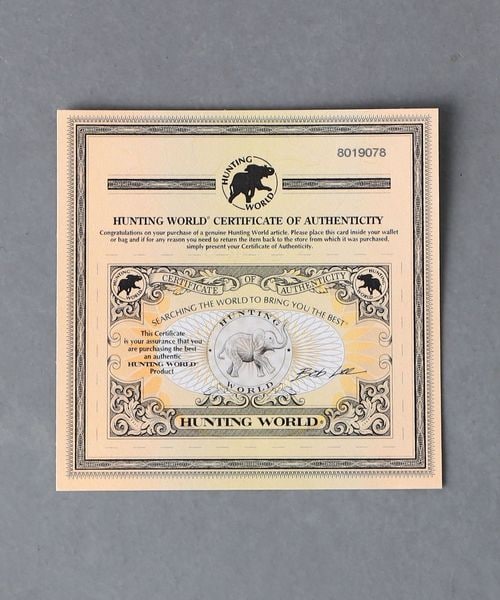 8019078
HUNTING
WORLD
HUNTING WORLD® CERTIFICATE OF AUTHENTICITY
Congratulations on your purchase of a genuine Hunting World article. Please place this card inside your wallet
or bag and if for any reason you need to return the item back to the store from which it was purchased,
simply present your Certificate of Authenticity.
HUNTING
WORLD
CERTIFICATE OF AUTHENTICITY
HUNTING
WORLD
SEARCHING THE WORLD TO BRING YOU THE BEST
HUNTING
WORLD
This Certificate
is your assurance that you
are purchasing the best—
an authentic
HUNTING WORLD®
Product
HUNTING WORLD®